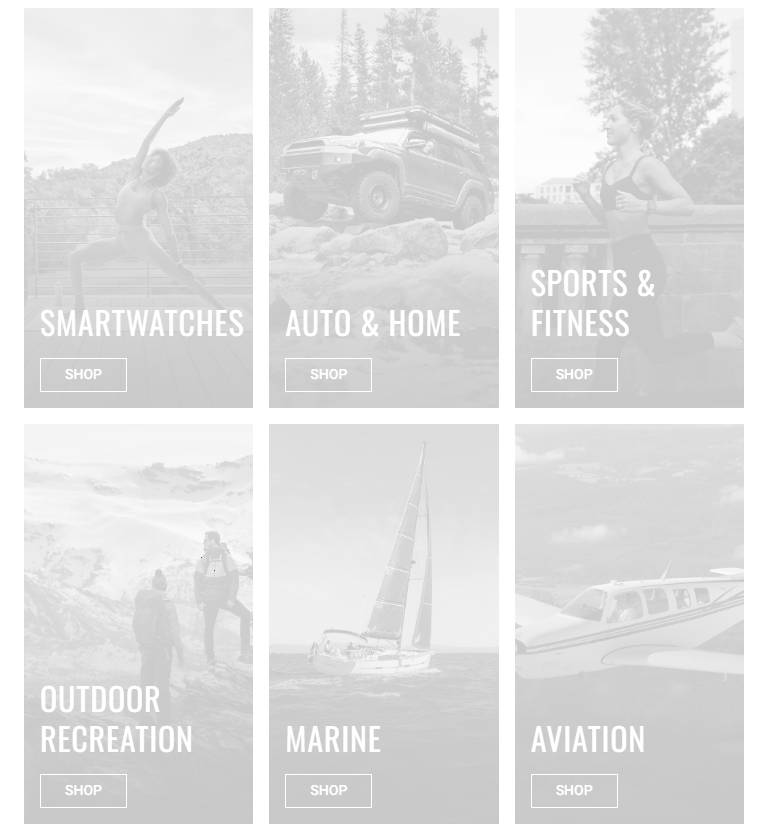 SMARTWATCHES
SHOP
AUTO & HOME
SHOP
SPORTS &
FITNESS
SHOP
OUTDOOR
RECREATION
SHOP
MARINE
SHOP
AVIATION
SHOP